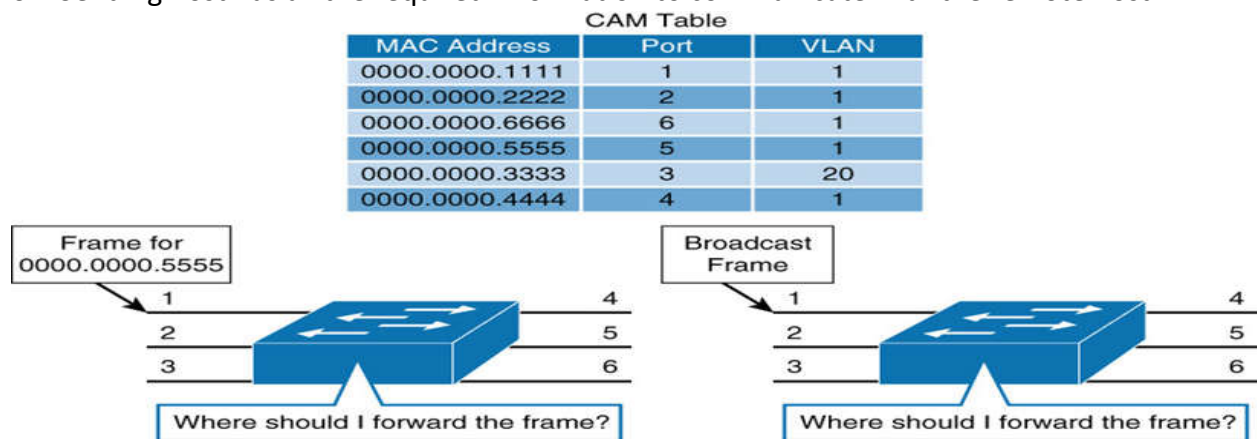 CAM Table
MAC Address Port VLAN
0000.0000.1111 1 1
0000.0000.2222 2 1
0000.0000.6666 6 1
0000.0000.5555 5 1
0000.0000.3333 3 20
0000.0000.4444 4 1
Frame for
0000.0000.5555
1 4
2 5
3 6
Where should I forward the frame?
Broadcast
Frame
1 4
2 5
3 6
Where should I forward the frame?